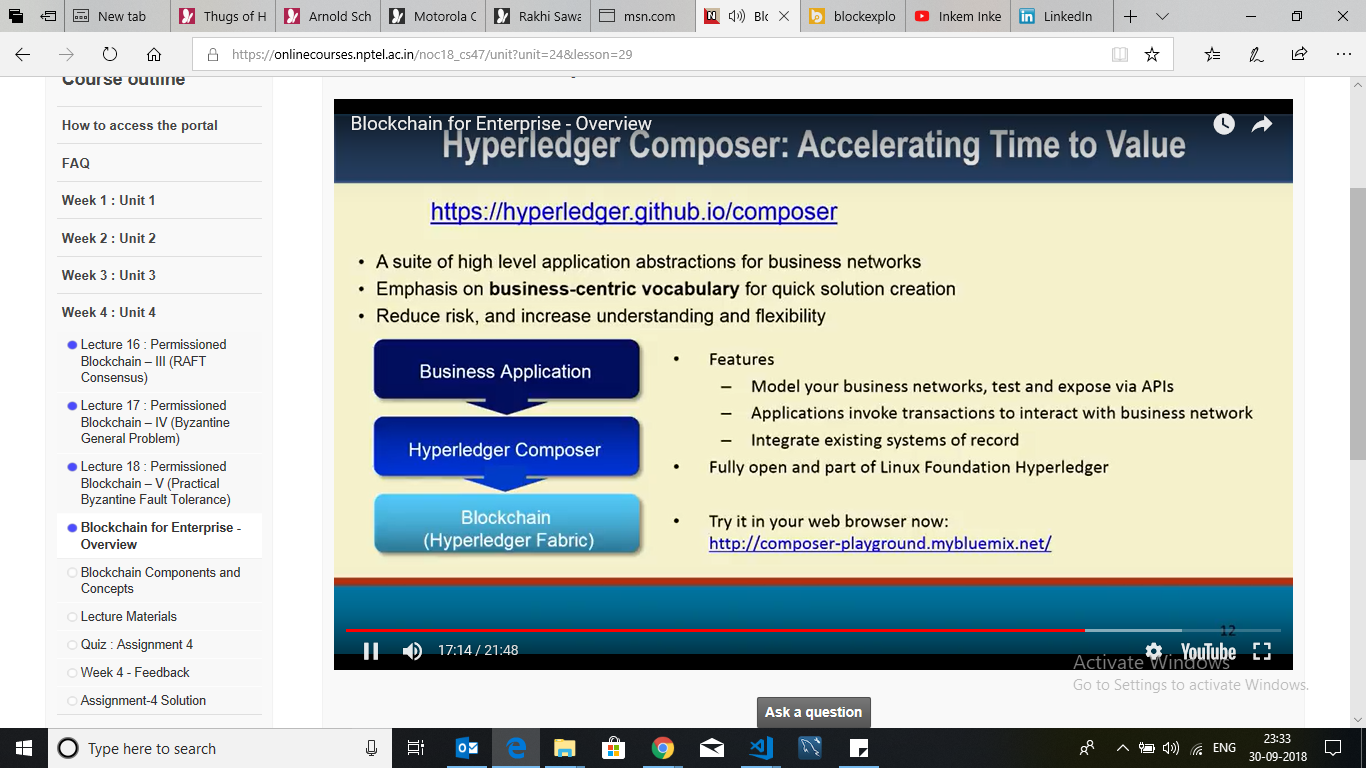 New tab
Thugs of H
Arnold Sch
Motorola C
Rakhi Sawa
msn.com
Blc
blockexplo
Inkem Inke
LinkedIn
https://onlinecourses.nptel.ac.in/noc18_cs47/unit?unit=24&lesson=29
Course outline
How to access the portal
FAQ
Week 1 : Unit 1
Week 2 : Unit 2
Week 3 : Unit 3
Week 4 : Unit 4
Lecture 16 : Permissioned
Blockchain – III (RAFT
Consensus)
Lecture 17 : Permissioned
Blockchain – IV (Byzantine
General Problem)
Lecture 18 : Permissioned
Blockchain – V (Practical
Byzantine Fault Tolerance)
Blockchain for Enterprise -
Overview
Blockchain Components and
Concepts
Lecture Materials
Quiz : Assignment 4
Week 4 - Feedback
Assignment-4 Solution
Blockchain for Enterprise - Overview
Hyperledger Composer: Accelerating Time to Value
https://hyperledger.github.io/composer
• A suite of high level application abstractions for business networks
• Emphasis on business-centric vocabulary for quick solution creation
• Reduce risk, and increase understanding and flexibility
Business Application
Hyperledger Composer
Blockchain
(Hyperledger Fabric)
• Features
– Model your business networks, test and expose via APIs
– Applications invoke transactions to interact with business network
– Integrate existing systems of record
• Fully open and part of Linux Foundation Hyperledger
• Try it in your web browser now:
http://composer-playground.mybluemix.net/
12
17:14 / 21:48
YouTube
Activate Windows
Go to Settings to activate Windows.
Ask a question
Type here to search
ENG
23:33
30-09-2018